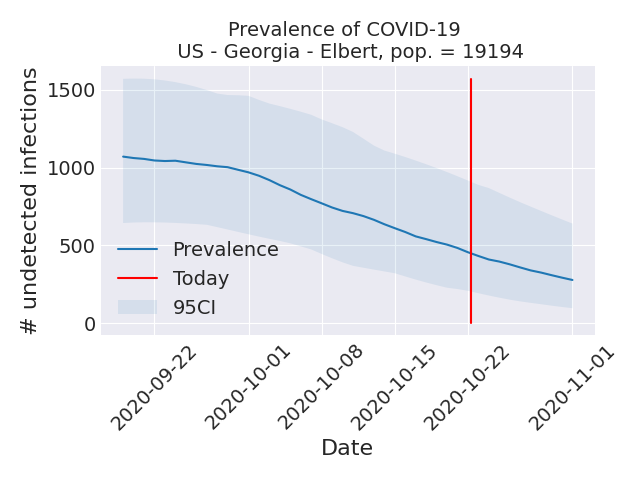 Prevalence of COVID-19
US - Georgia - Elbert, pop. = 19194
# undetected infections
1500
1000
500
0
Prevalence
Today
95CI
2020-09-22
2020-10-01
2020-10-08
2020-10-15
2020-10-22
2020-11-01
Date